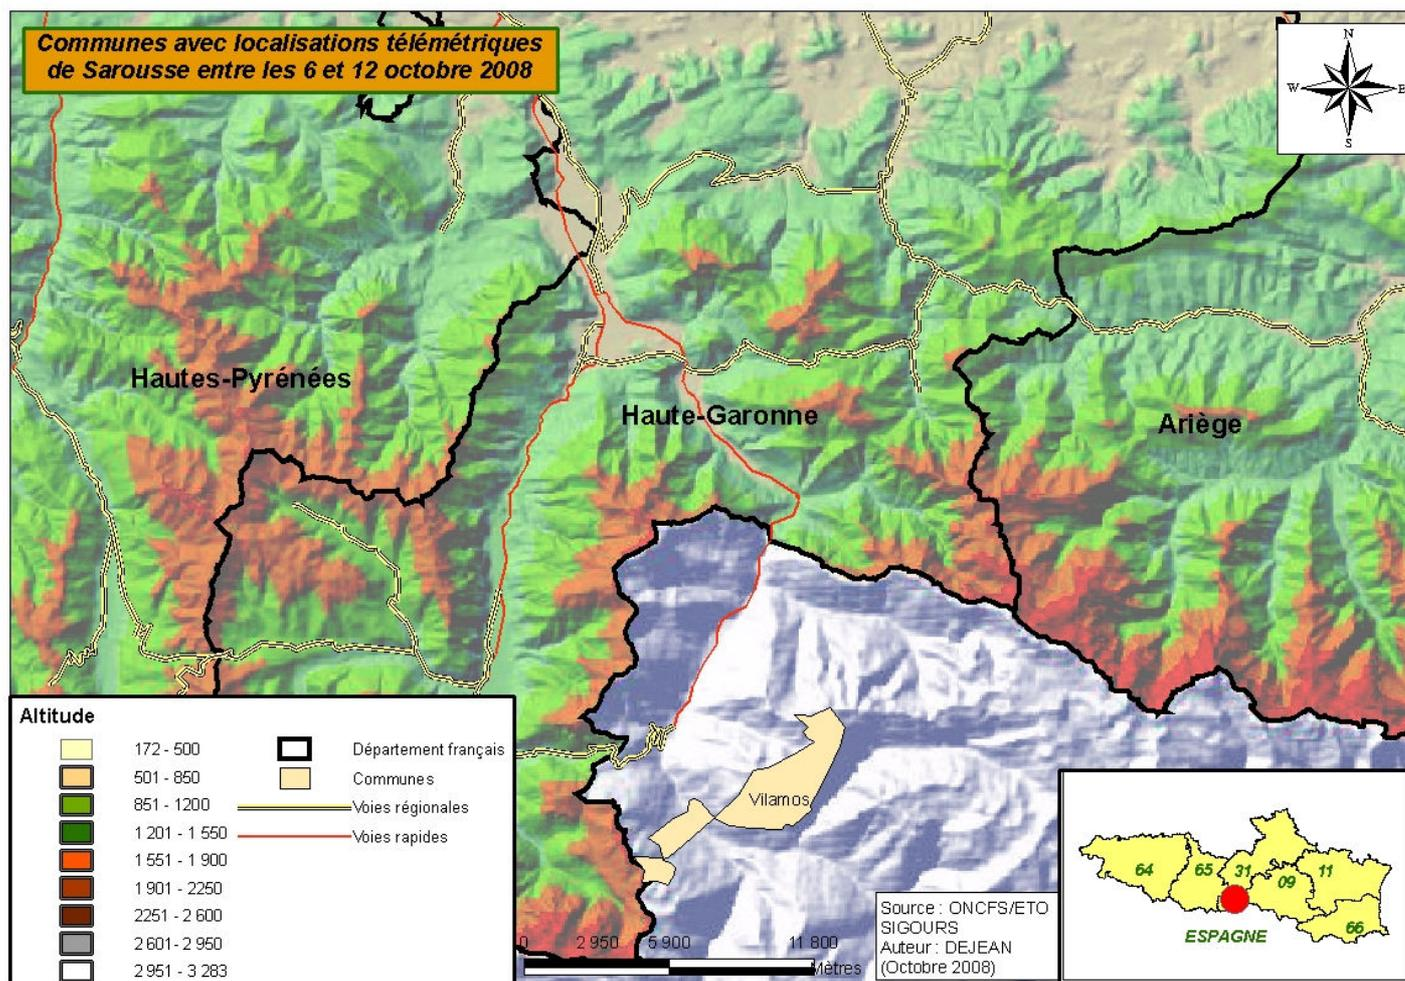 Communes avec localisations télémétriques
de Sarousse entre les 6 et 12 octobre 2008
N
W E
S
Hautes-Pyrénées
Haute-Garonne
Ariège
Vilamos
Altitude
172 - 500
501 - 850
851 - 1200
1 201 - 1 550
1 551 - 1 900
1 901 - 2250
2251 - 2 600
2 601 - 2 950
2 951 - 3 283
Département français
Communes
Voies régionales
Voies rapides
0 2 950 5 900 11 800
Mètres
Source : ONCFS/ETO
SIGOURS
Auteur : DEJEAN
(Octobre 2008)
64 65 31 09 11
66
ESPAGNE